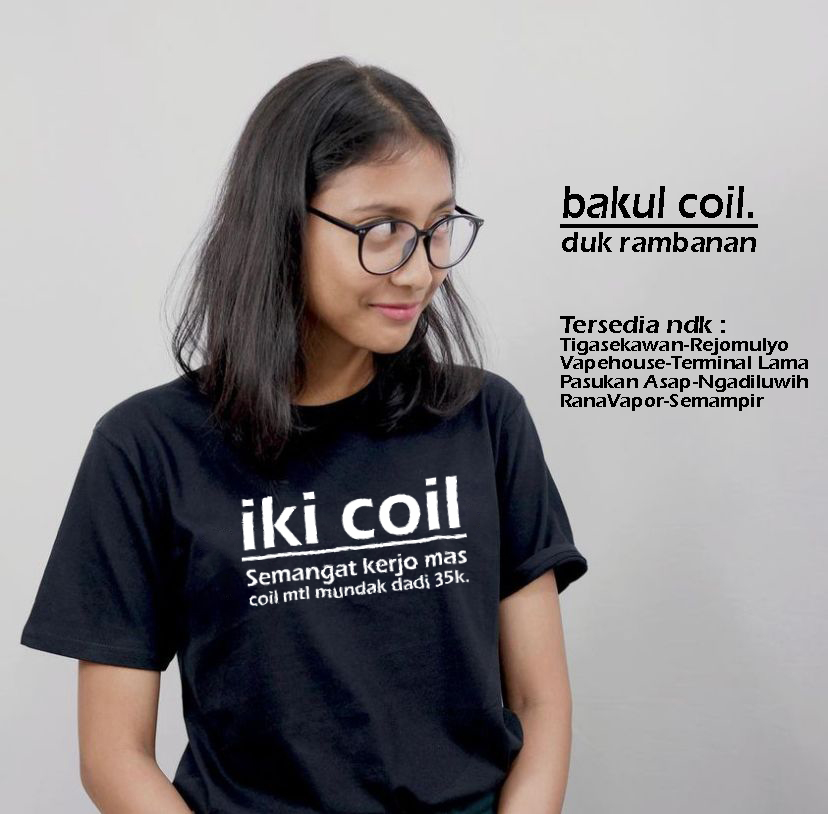 bakul coil.
duk rambanan
Tersedia ndk :
Tigasekawan-Rejomulyo
Vapehouse-Terminal Lama
Pasukan Asap-Ngadiluwih
RanaVapor-Semampir
iki coil
Semangat kerjo mas
coil mtl mundak dadi 35k.